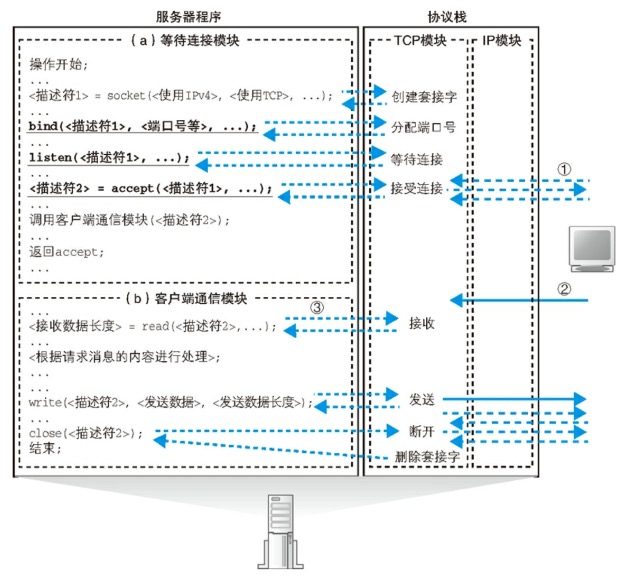 服务器程序
协议栈
(a) 等待连接模块
TCP模块
IP模块
操作开始;
...
<描述符1> = socket(<使用IPv4>, <使用TCP>, ...);
创建套接字
...
bind(<描述符1>, <端口号等>, ...);
分配端口号
...
listen(<描述符1>, ...);
等待连接
...
①
<描述符2> = accept(<描述符1>, ...);
接受连接
...
调用客户端通信模块(<描述符2>);
...
返回accept;
...
②
(b) 客户端通信模块
...
③
<接收数据长度> = read(<描述符2>,...);
接收
...
<根据请求消息的内容进行处理>;
...
...
write(<描述符2>, <发送数据>, <发送数据长度>);
发送
...
close(<描述符2>);
断开
结束;
删除套接字